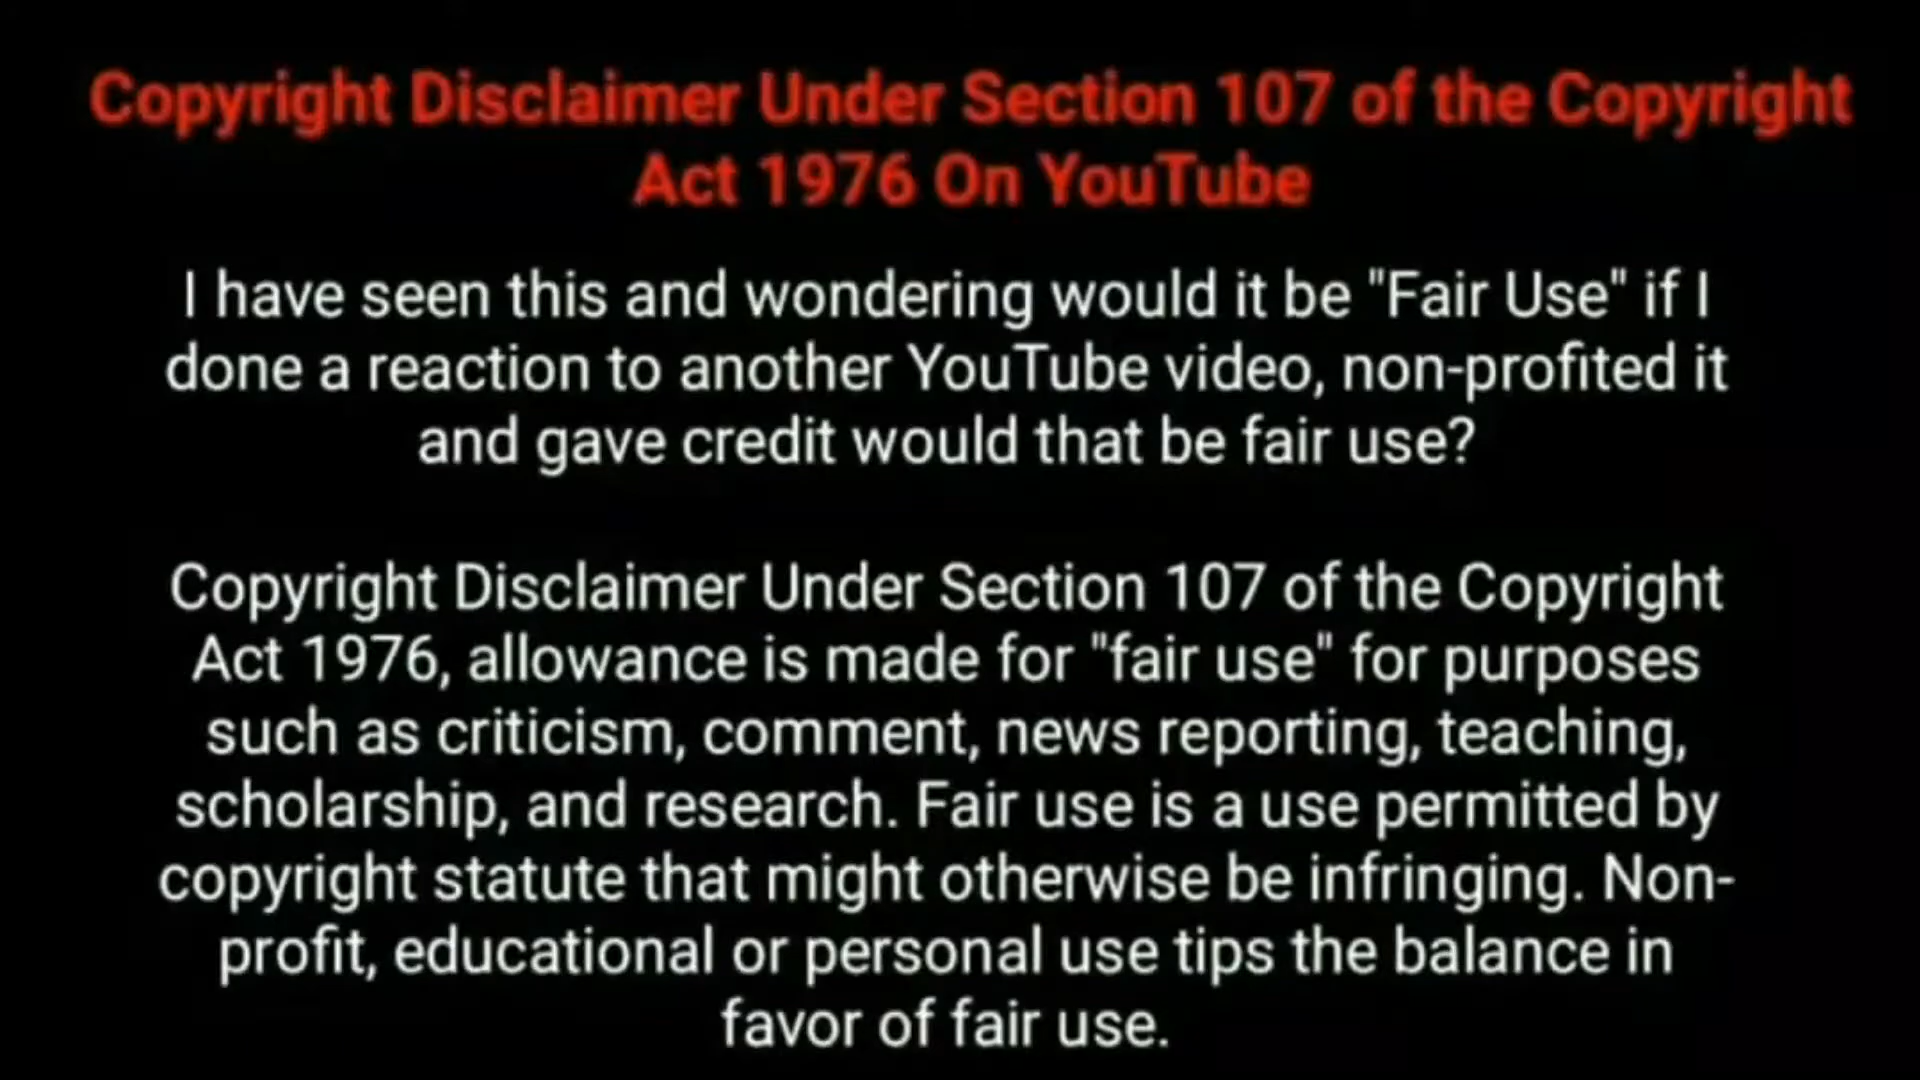 Copyright Disclaimer Under Section 107 of the Copyright
Act 1976 On YouTube
I have seen this and wondering would it be "Fair Use" if I
done a reaction to another YouTube video, non-profited it
and gave credit would that be fair use?
Copyright Disclaimer Under Section 107 of the Copyright
Act 1976, allowance is made for "fair use" for purposes
such as criticism, comment, news reporting, teaching,
scholarship, and research. Fair use is a use permitted by
copyright statute that might otherwise be infringing. Non-
profit, educational or personal use tips the balance in
favor of fair use.